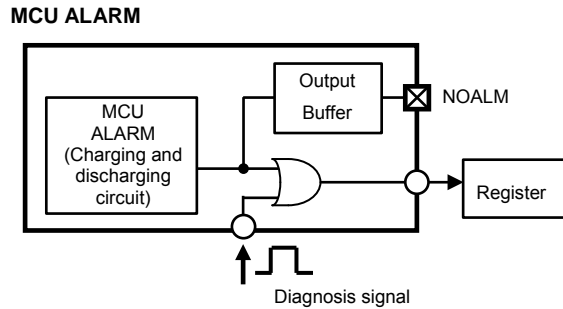 MCU ALARM
Output
Buffer
NOALM
MCU
ALARM
(Charging and
discharging
circuit)
Register
Diagnosis signal